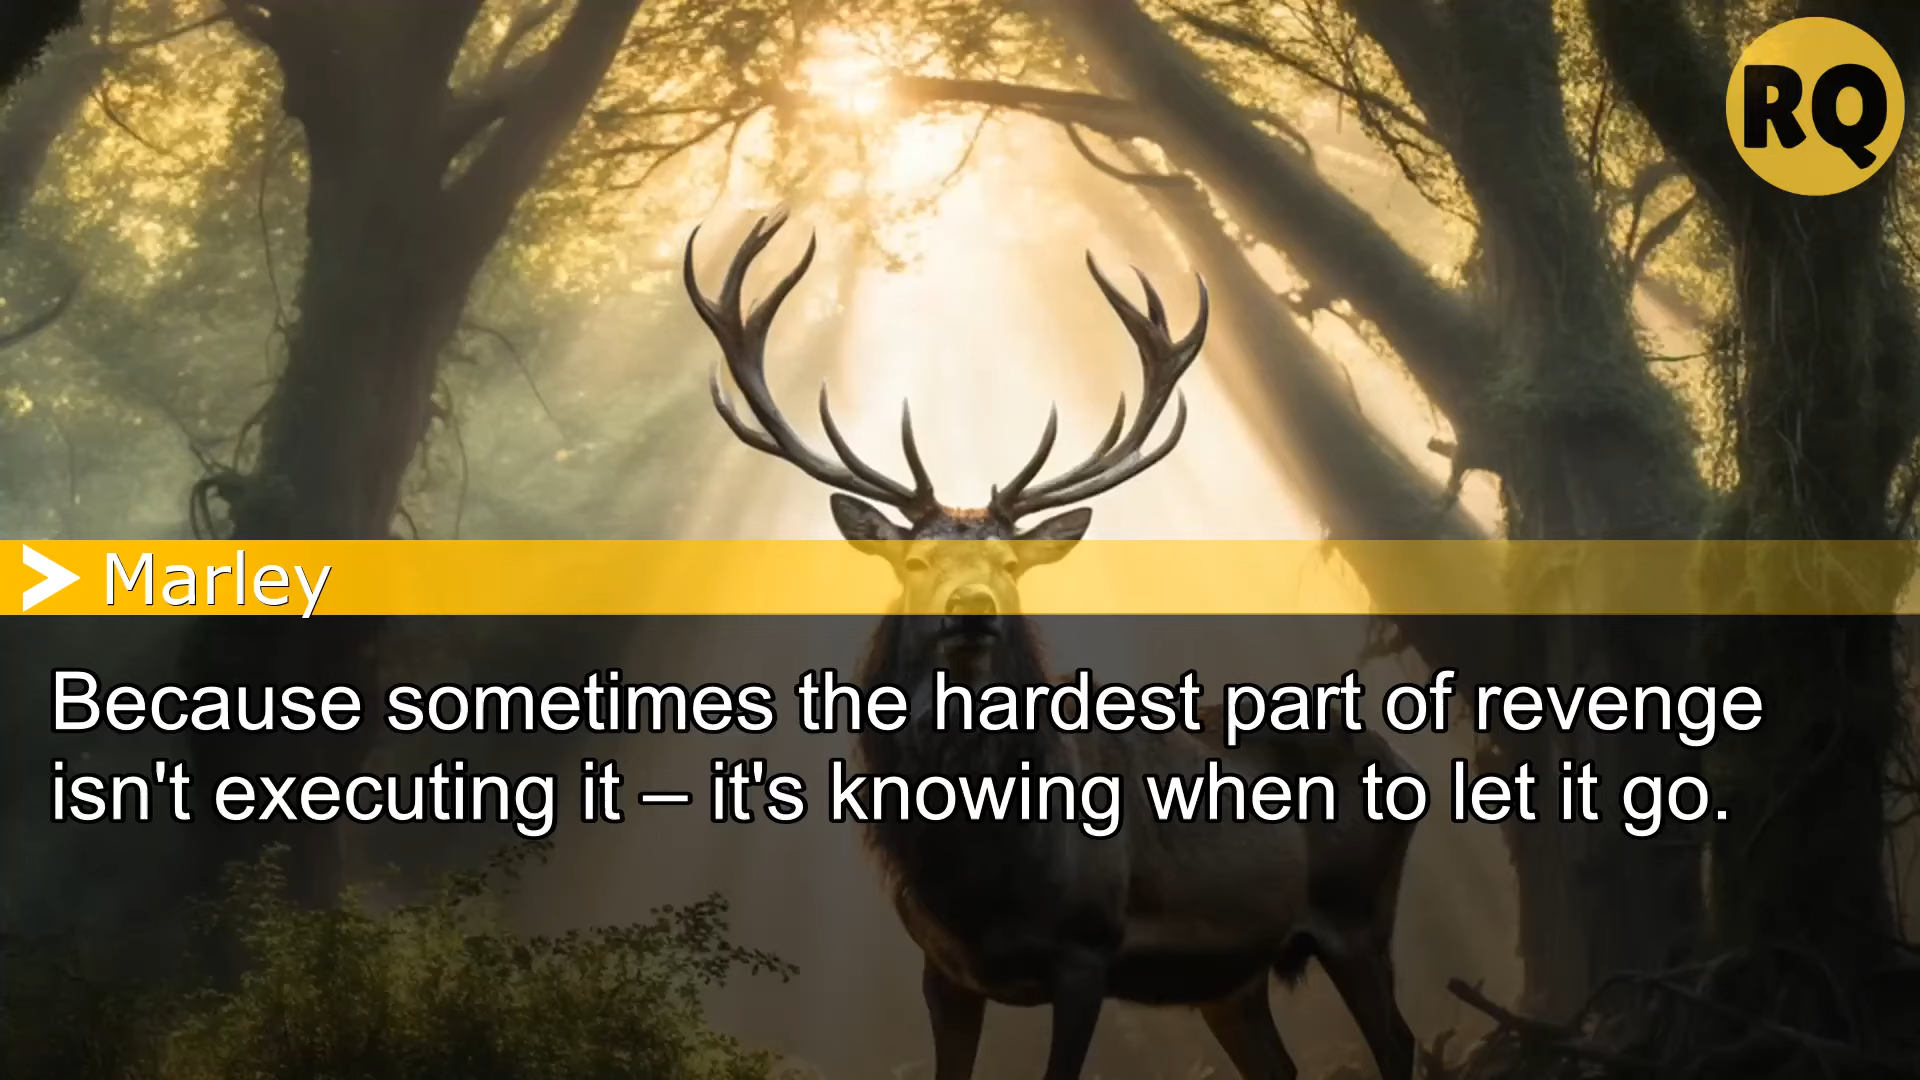 RQ
Marley
Because sometimes the hardest part of revenge
isn't executing it – it's knowing when to let it go.